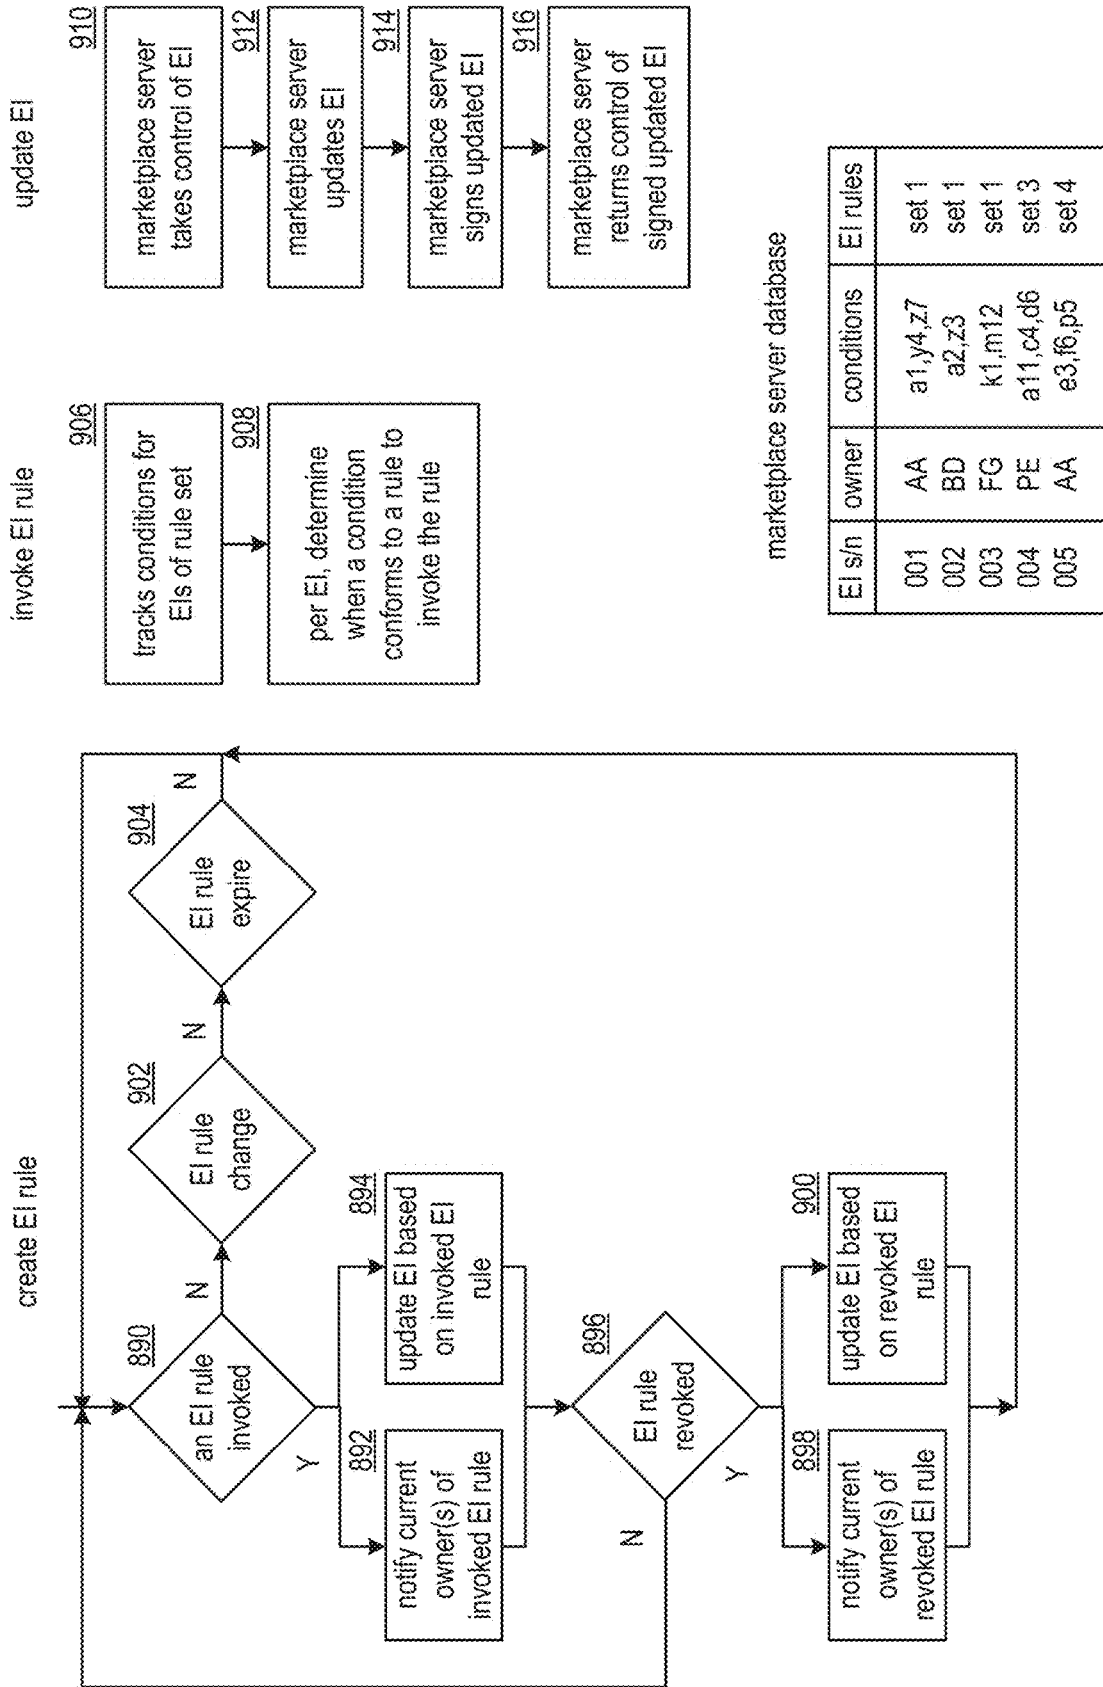 create EI rule
890
an EI rule
invoked
N
Y
902
EI rule
change
N
904
EI rule
expire
N
892
notify current
owner(s) of
invoked EI rule
894
update EI based
on invoked EI
rule
896
EI rule
revoked
N
Y
898
notify current
owner(s) of
revoked EI rule
900
update EI based
on revoked EI
rule
invoke EI rule
906
tracks conditions for
EIs of rule set
908
per EI, determine
when a condition
conforms to a rule to
invoke the rule
update EI
910
marketplace server
takes control of EI
912
marketplace server
updates EI
914
marketplace server
signs updated EI
916
marketplace server
returns control of
signed updated EI
marketplace server database
EI s/n owner conditions EI rules
001 AA a1,y4,z7 set 1
002 BD a2,z3 set 1
003 FG k1,m12 set 1
004 PE a11,c4,d6 set 3
005 AA e3,f6,p5 set 4